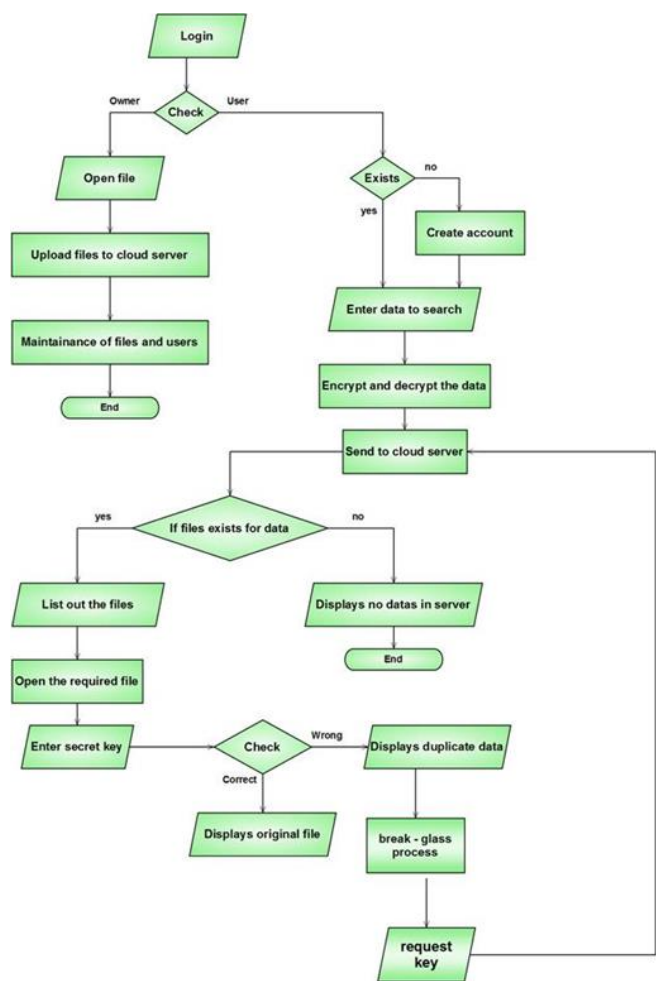 Login
Owner
Check
User
Open file
Exists
no
yes
Create account
Upload files to cloud server
Enter data to search
Maintainance of files and users
Encrypt and decrypt the data
End
Send to cloud server
yes
If files exists for data
no
List out the files
Displays no datas in server
End
Open the required file
Enter secret key
Check
Wrong
Displays duplicate data
Correct
Displays original file
break - glass
process
request
key